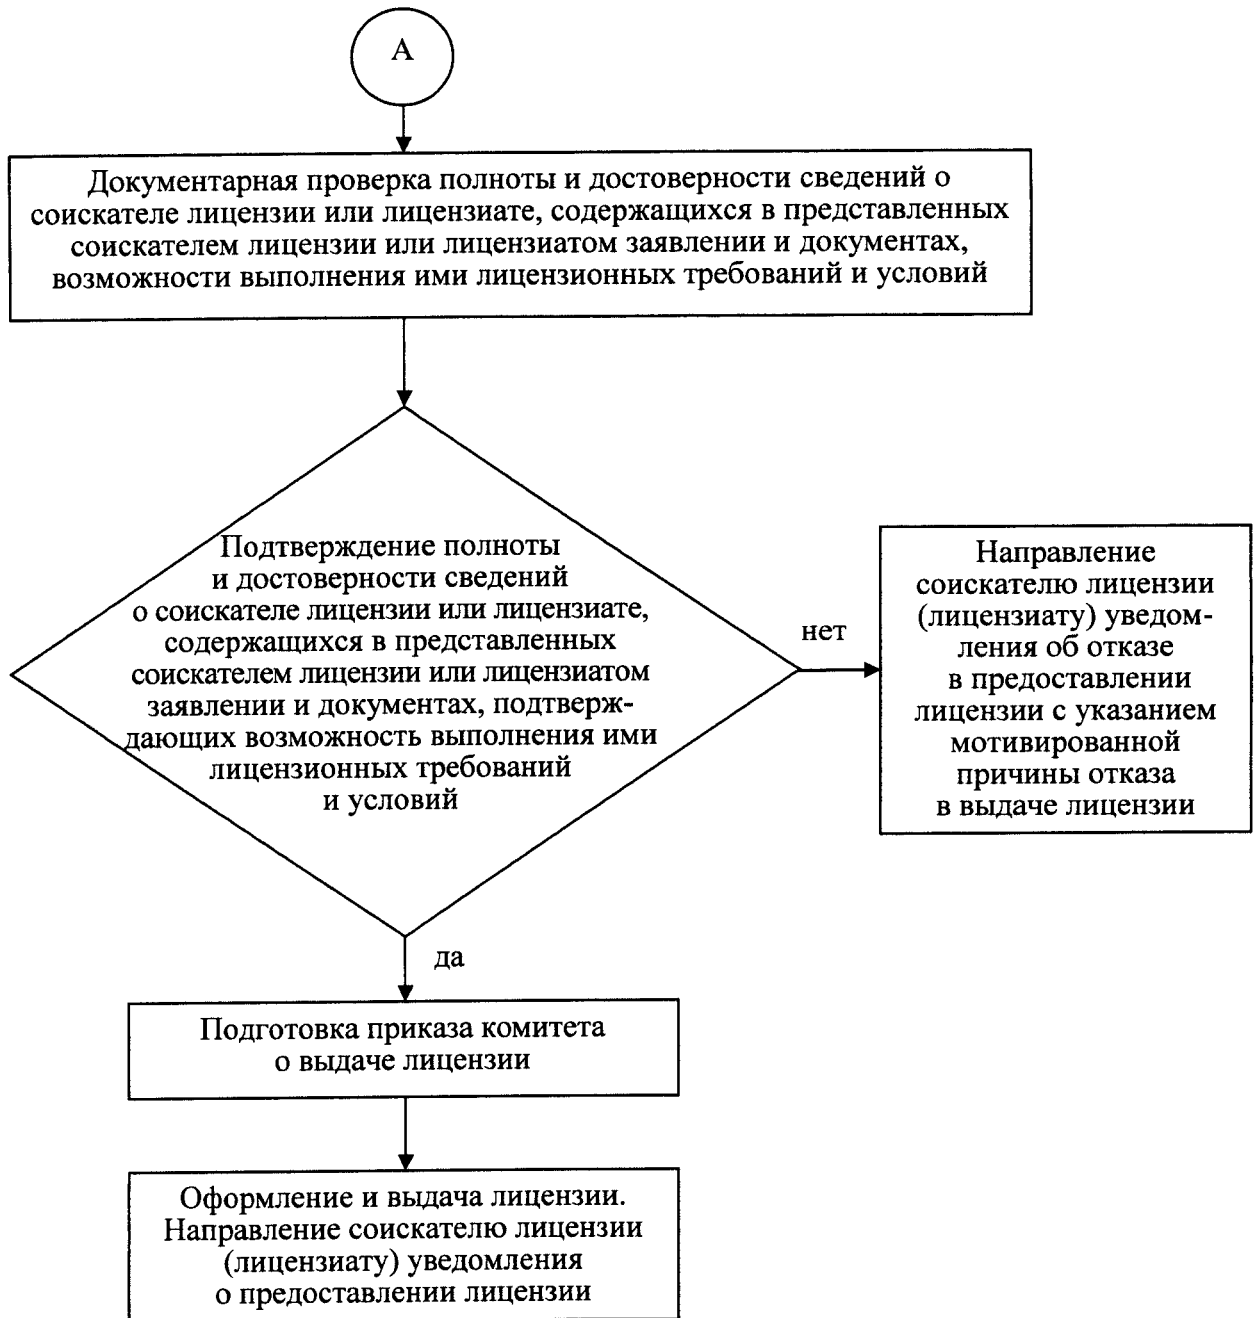 А
Документарная проверка полноты и достоверности сведений о
соискателе лицензии или лицензиате, содержащихся в представленных
соискателем лицензии или лицензиатом заявлении и документах,
возможности выполнения ими лицензионных требований и условий
Подтверждение полноты
и достоверности сведений
о соискателе лицензии или лицензиате,
содержащихся в представленных
соискателем лицензии или лицензиатом
заявлении и документах, подтверж-
дающих возможность выполнения ими
лицензионных требований
и условий
нет
Направление
соискателю лицензии
(лицензиату) уведом-
ления об отказе
в предоставлении
лицензии с указанием
мотивированной
причины отказа
в выдаче лицензии
да
Подготовка приказа комитета
о выдаче лицензии
Оформление и выдача лицензии.
Направление соискателю лицензии
(лицензиату) уведомления
о предоставлении лицензии